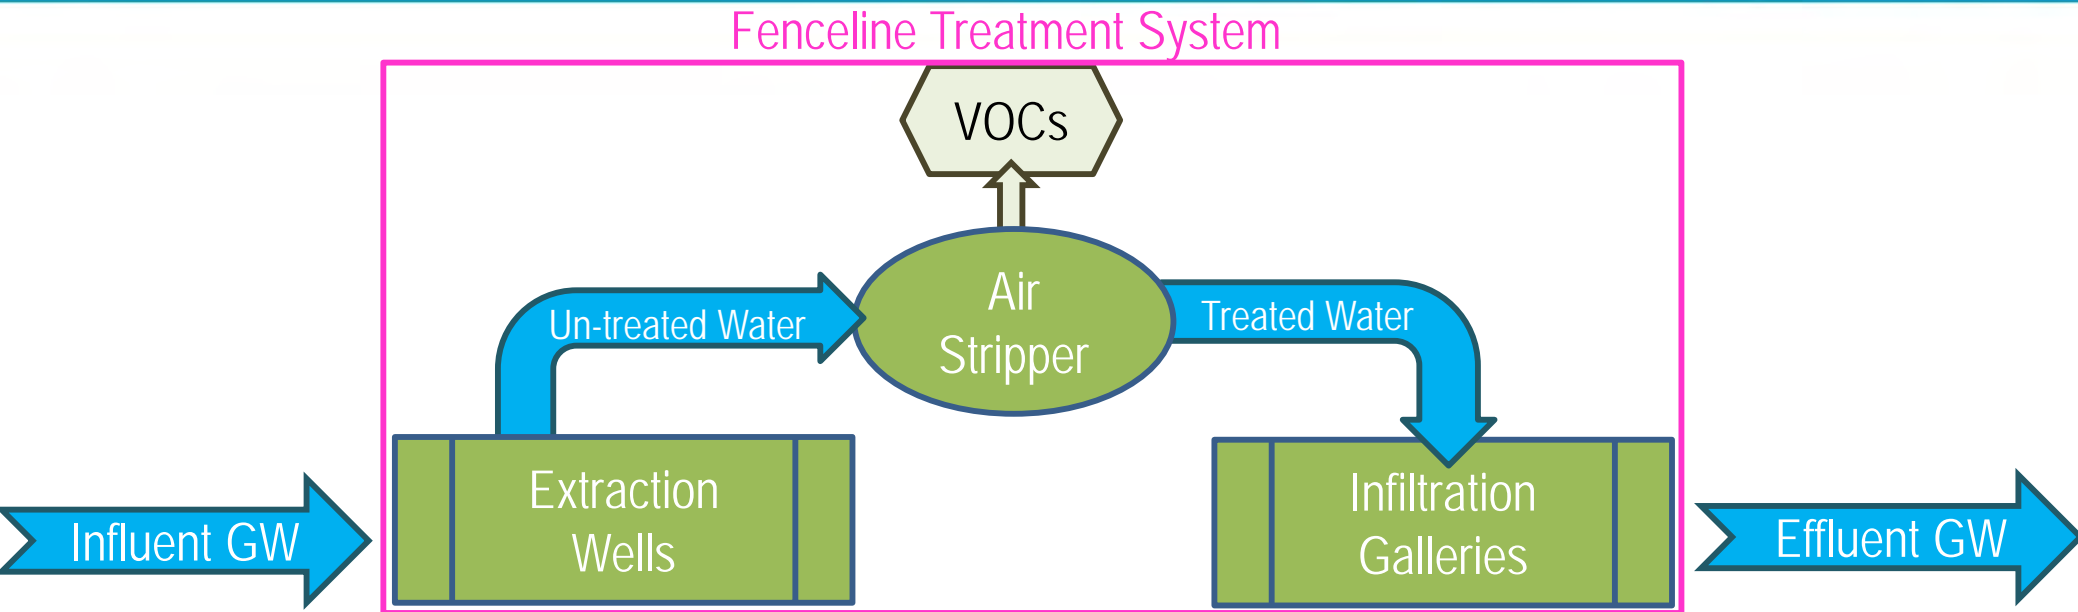 Fenceline Treatment System
VOCs
Air
Stripper
Un-treated Water
Treated Water
Extraction
Wells
Infiltration
Galleries
Influent GW
Effluent GW